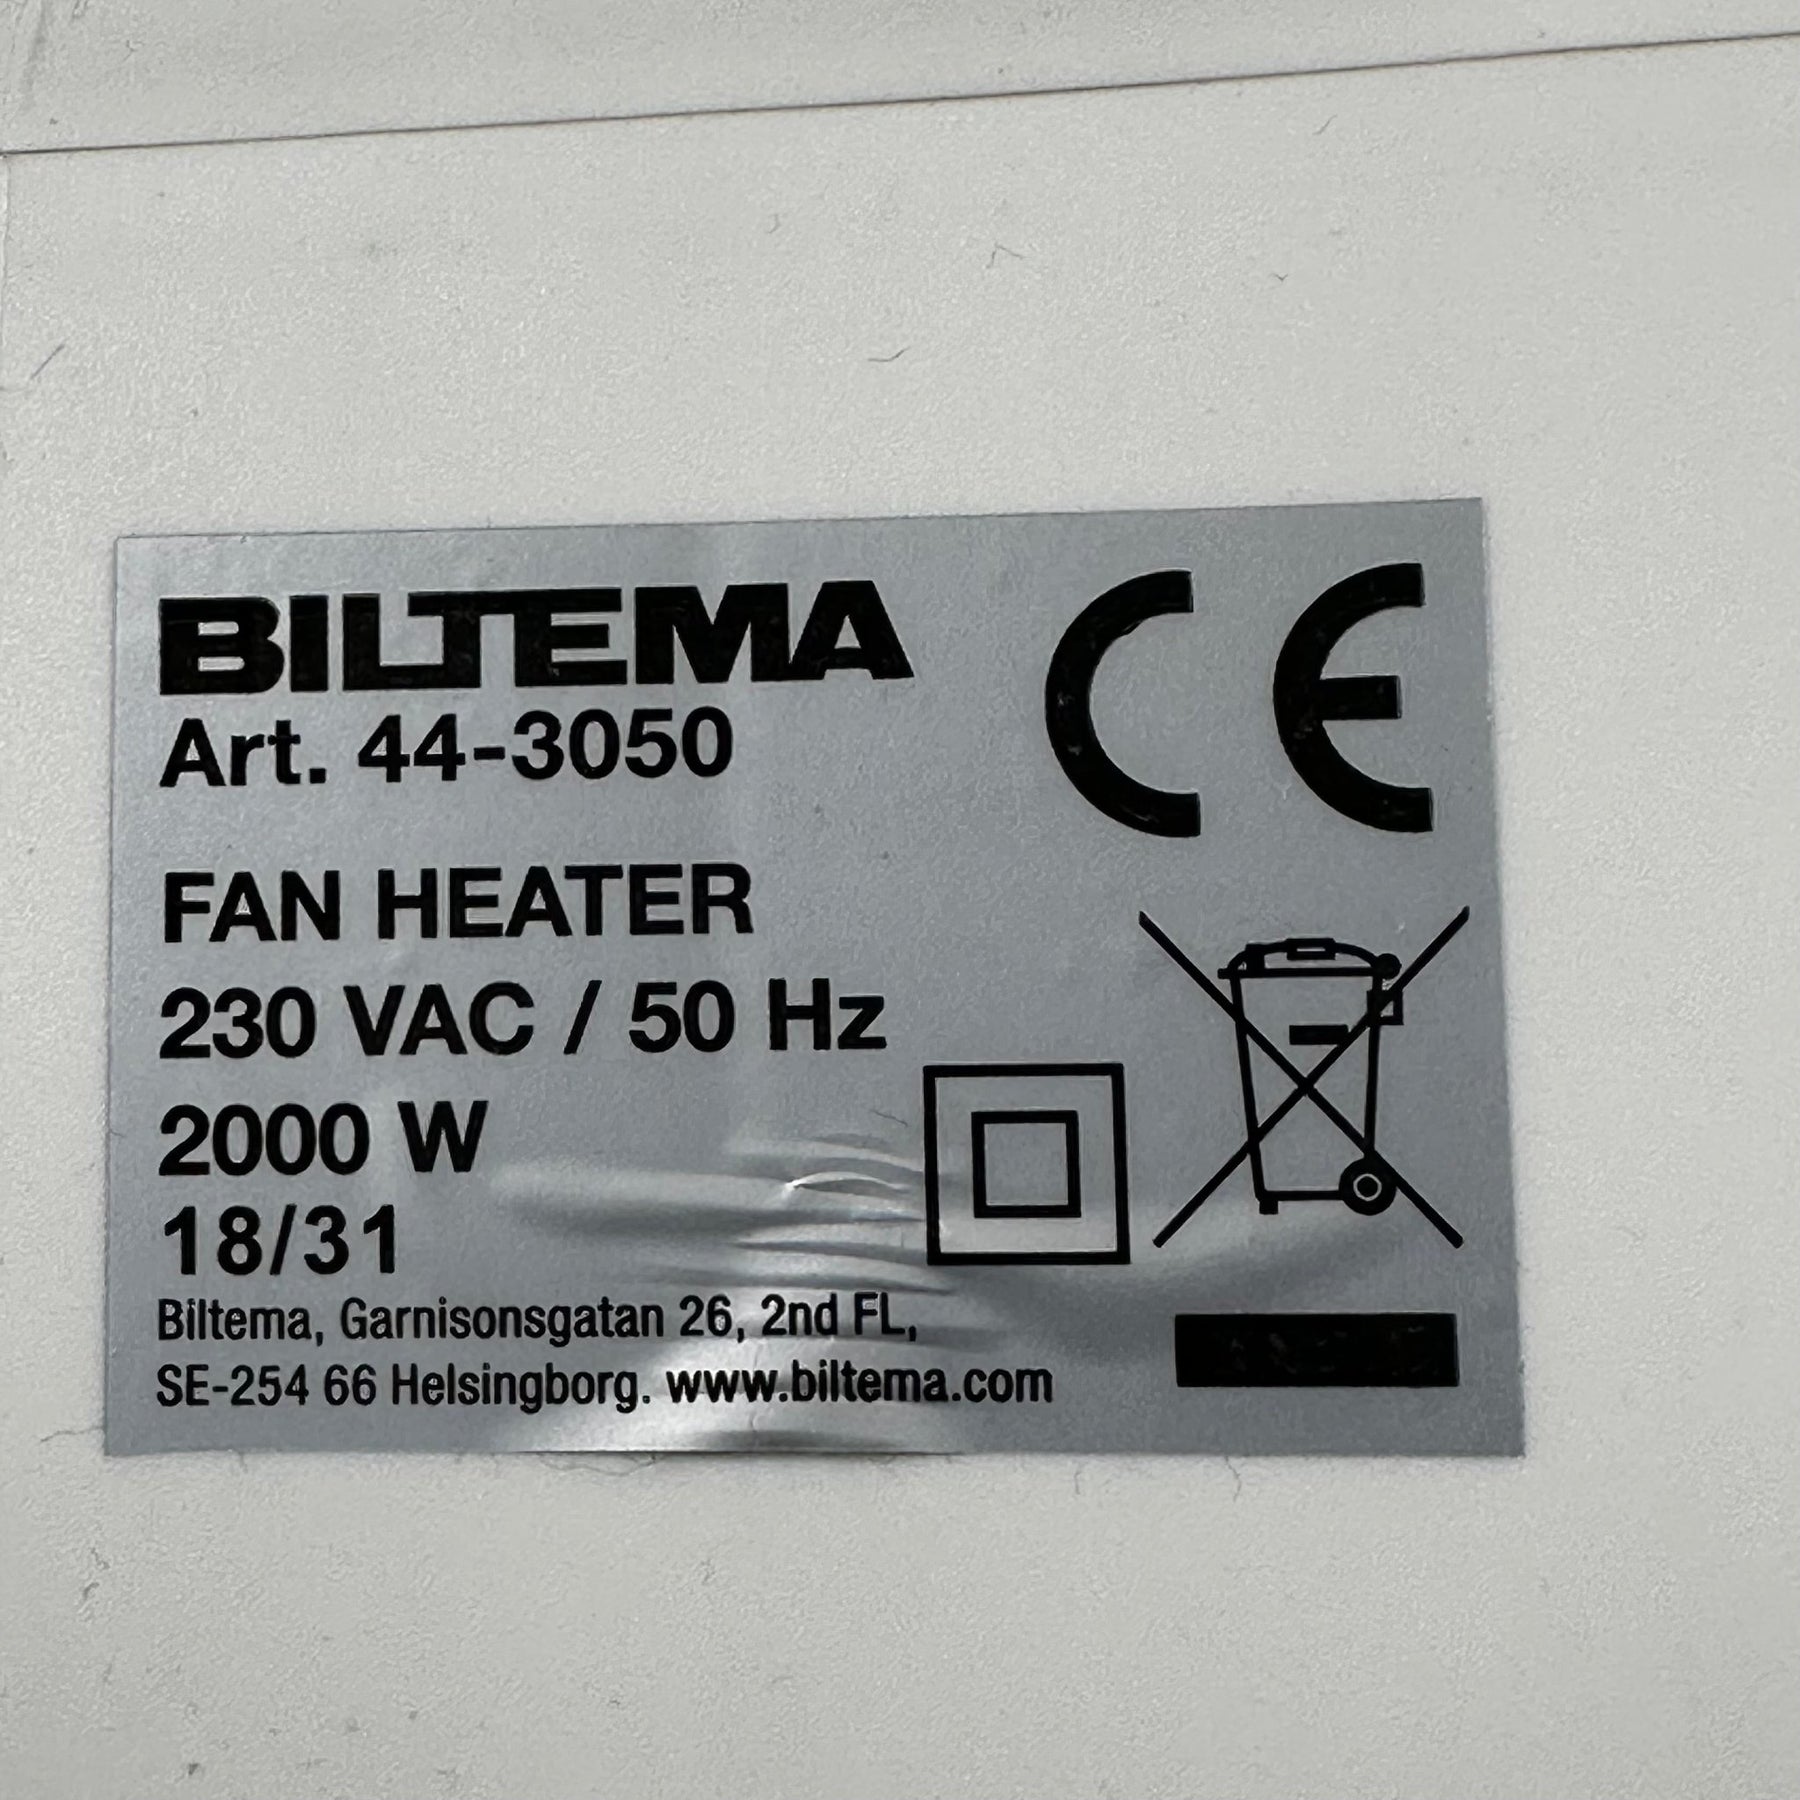 BILTEMA
Art. 44-3050
CE
FAN HEATER
230 VAC / 50 Hz
2000 W
18/31
Biltema, Garnisonsgatan 26, 2nd FL,
SE-254 66 Helsingborg. www.biltema.com